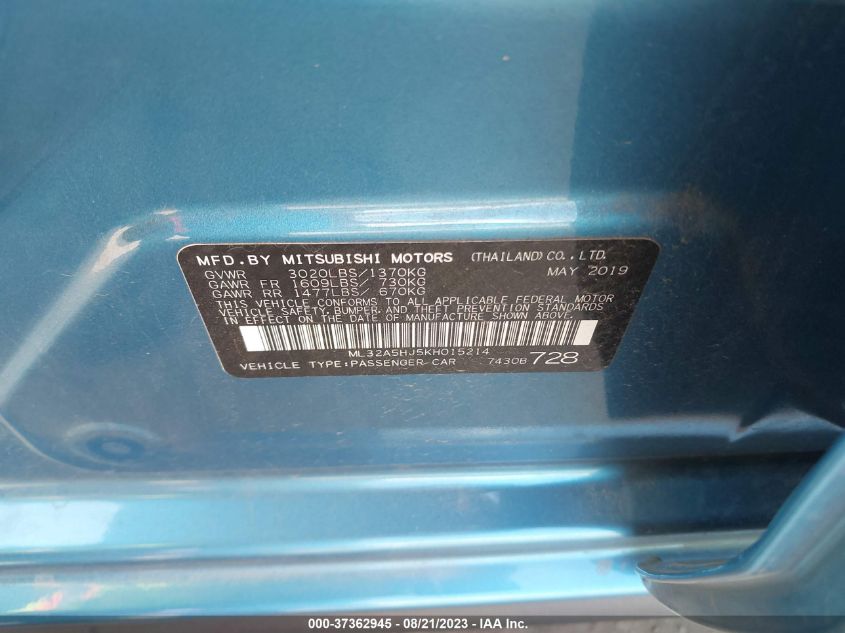 MFD.BY MITSUBISHI MOTORS (THAILAND) CO., LTD.
GVWR 3020LBS/1370KG MAY 2019
GAWR FR 1609LBS/ 730KG
GAWR RR 1477LBS/ 670KG
THIS VEHICLE CONFORMS TO ALL APPLICABLE FEDERAL MOTOR
VEHICLE SAFETY, BUMPER, AND THEFT PREVENTION STANDARDS
IN EFFECT ON THE DATE OF MANUFACTURE SHOWN ABOVE.
ML32A5HJ5KH015214
VEHICLE TYPE:PASSENGER CAR 7430B 728
000-37362945 - 08/21/2023 - © IAA Inc.